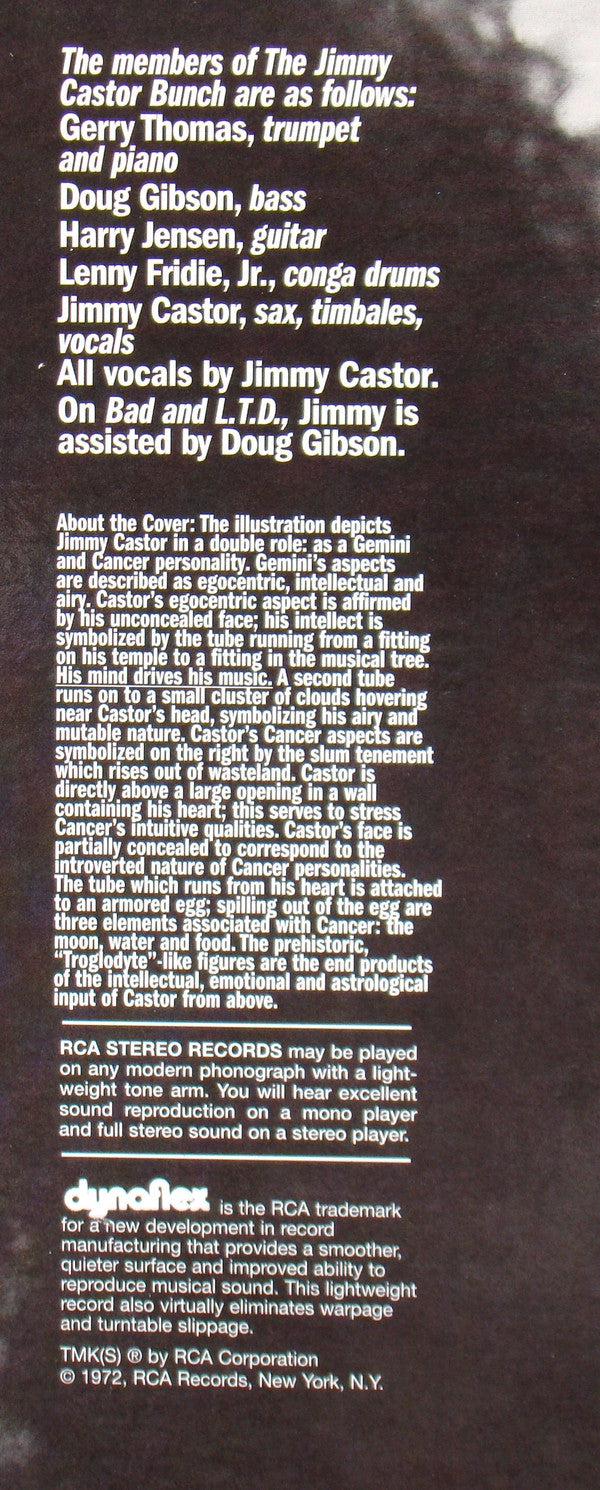 The members of The Jimmy
Castor Bunch are as follows:
Gerry Thomas, trumpet
and piano
Doug Gibson, bass
Harry Jensen, guitar
Lenny Fridie, Jr., conga drums
Jimmy Castor, sax, timbales,
vocals
All vocals by Jimmy Castor.
On Bad and L.T.D., Jimmy is
assisted by Doug Gibson.
About the Cover: The illustration depicts
Jimmy Castor in a double role: as a Gemini
and Cancer personality. Gemini's aspects
are described as egocentric, intellectual and
airy. Castor's egocentric aspect is affirmed
by his unconcealed face; his intellect is
symbolized by the tube running from a fitting
on his temple to a fitting in the musical tree.
His mind drives his music. A second tube
runs on to a small cluster of clouds hovering
near Castor's head, symbolizing his airy and
mutable nature. Castor's Cancer aspects are
symbolized on the right by the slum tenement
which rises out of wasteland. Castor is
directly above a large opening in a wall
containing his heart; this serves to stress
Cancer's intuitive qualities. Castor's face is
partially concealed to correspond to the
introverted nature of Cancer personalities.
The tube which runs from his heart is attached
to an armored egg; spilling out of the egg are
three elements associated with Cancer: the
moon, water and food. The prehistoric,
"Troglodyte"-like figures are the end products
of the intellectual, emotional and astrological
input of Castor from above.
RCA STEREO RECORDS may be played
on any modern phonograph with a light-
weight tone arm. You will hear excellent
sound reproduction on a mono player
and full stereo sound on a stereo player.
dynaflex is the RCA trademark
for a new development in record
manufacturing that provides a smoother,
quieter surface and improved ability to
reproduce musical sound. This lightweight
record also virtually eliminates warpage
and turntable slippage.
TMK(S) ® by RCA Corporation
© 1972, RCA Records, New York, N.Y.